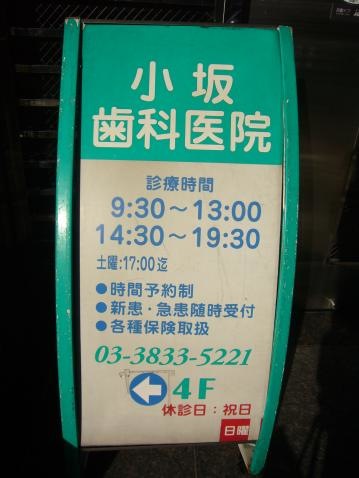 小坂
歯科医院
診療時間
9:30～13:00
14:30～19:30
土曜:17:00迄
●時間予約制
●新患・急患随時受付
●各種保険取扱
03-3833-5221
4F
休診日：祝日
日曜